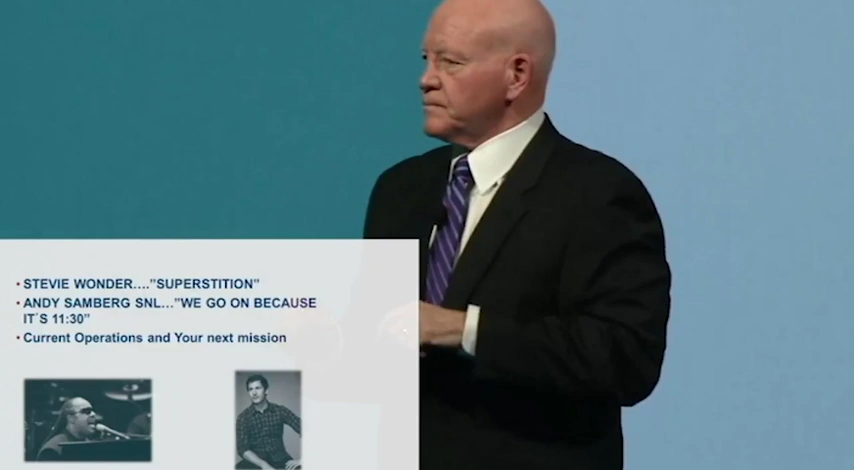 • STEVIE WONDER....”SUPERSTITION”
• ANDY SAMBERG SNL...”WE GO ON BECAUSE
IT´S 11:30”
• Current Operations and Your next mission